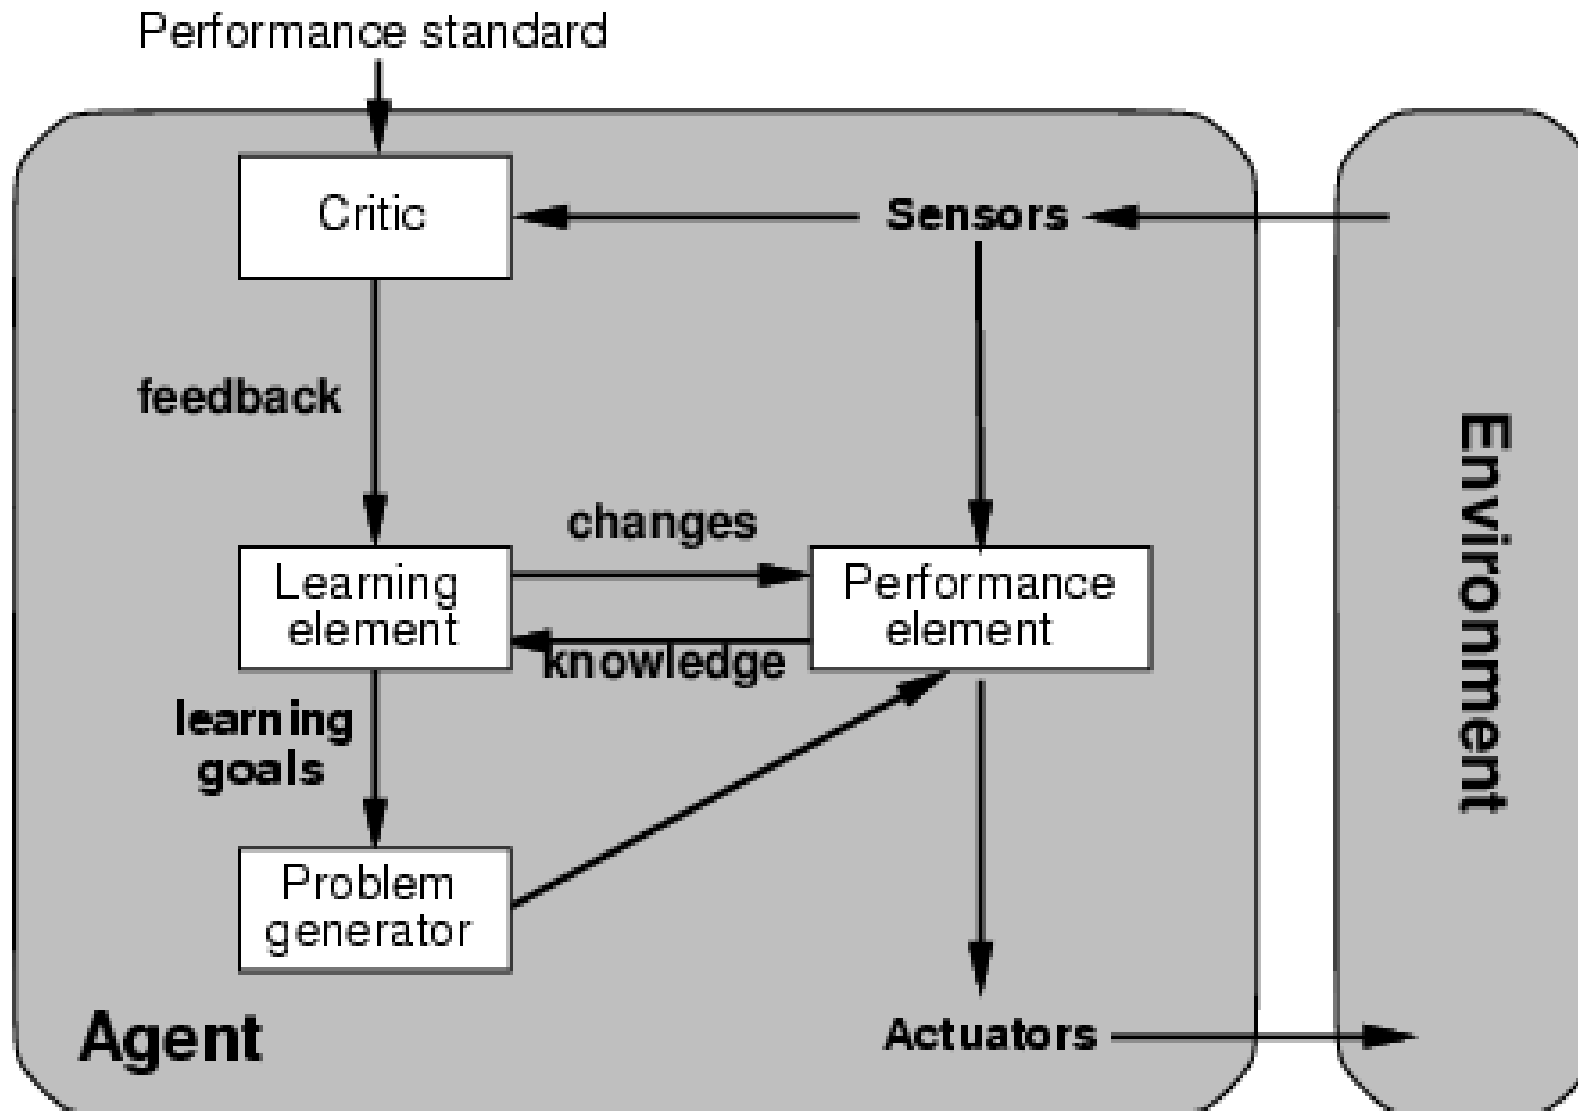 Performance standard
Critic
Sensors
feedback
changes
Learning
element
Performance
element
knowledge
learning
goals
Problem
generator
Agent
Actuators
Environment